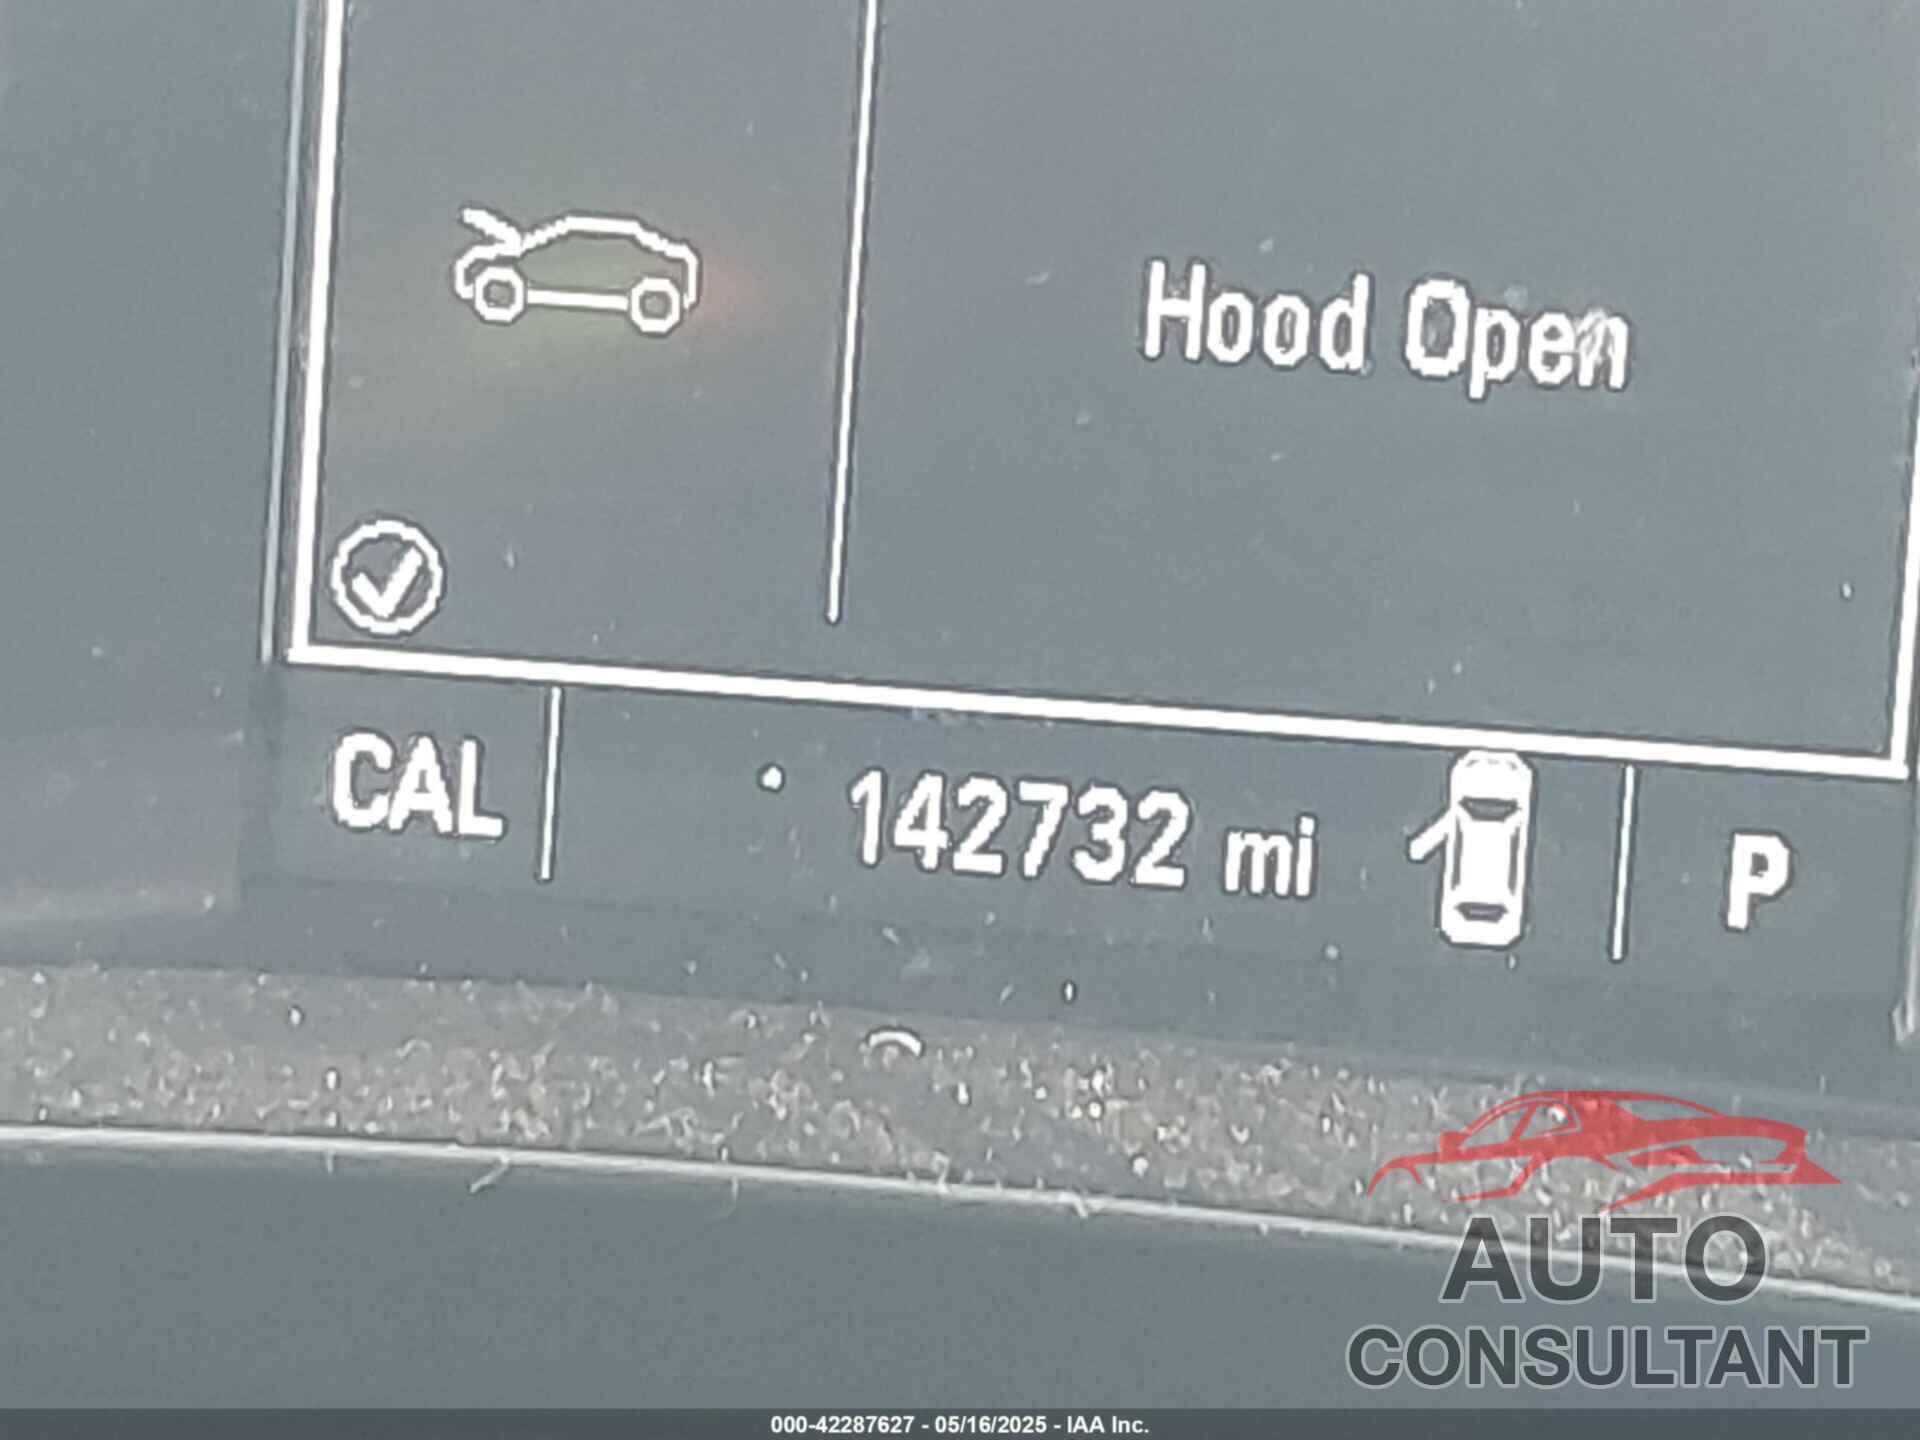 Hood Open
CAL 142732 mi P
AUTO
CONSULTANT
000-42287627 - 05/16/2025 - IAA Inc.